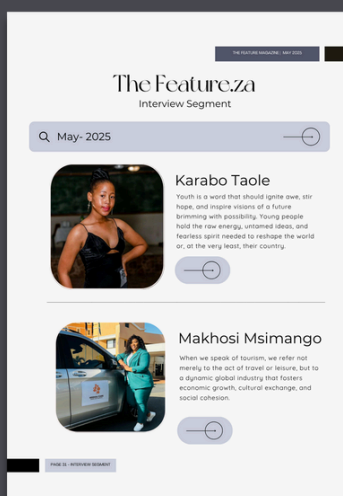 THE FEATURE MAGAZINE | MAY 2025
The Feature.za
Interview Segment
May- 2025
Karabo Taole
Youth is a word that should ignite awe, stir
hope, and inspire visions of a future
brimming with possibility. Young people
hold the raw energy, untamed ideas, and
fearless spirit needed to reshape the world
or, at the very least, their country.
Makhosi Msimango
When we speak of tourism, we refer not
merely to the act of travel or leisure, but to
a dynamic global industry that fosters
economic growth, cultural exchange, and
social cohesion.
INTERVIEW SEGMENT